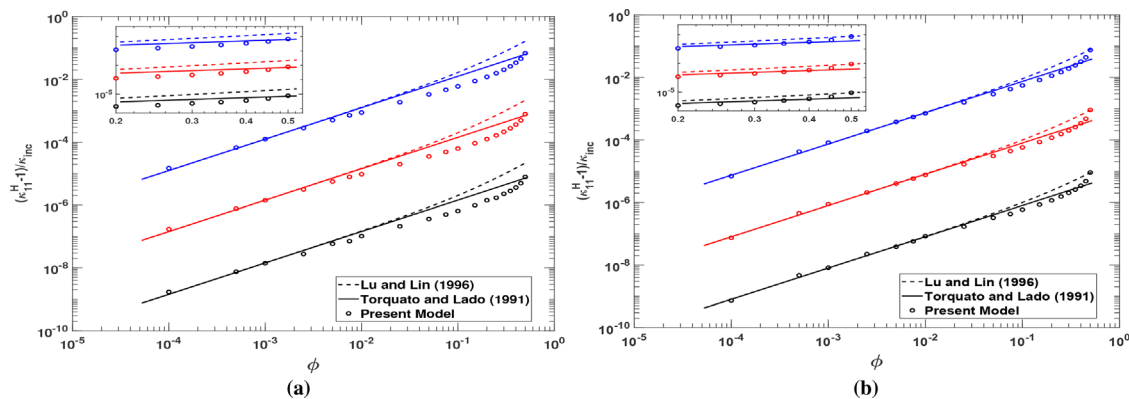 10^0
10^-2
10^-4
10^-6
10^-8
10^-10
(κ^H_11-1)/κ_inc
10^-5
0.2 0.3 0.4 0.5
Lu and Lin (1996)
Torquato and Lado (1991)
Present Model
10^-5 10^-4 10^-3 10^-2 10^-1 10^0
ϕ
(a)
10^0
10^-2
10^-4
10^-6
10^-8
10^-10
(κ^H_11-1)/κ_inc
10^-5
0.2 0.3 0.4 0.5
Lu and Lin (1996)
Torquato and Lado (1991)
Present Model
10^-5 10^-4 10^-3 10^-2 10^-1 10^0
ϕ
(b)